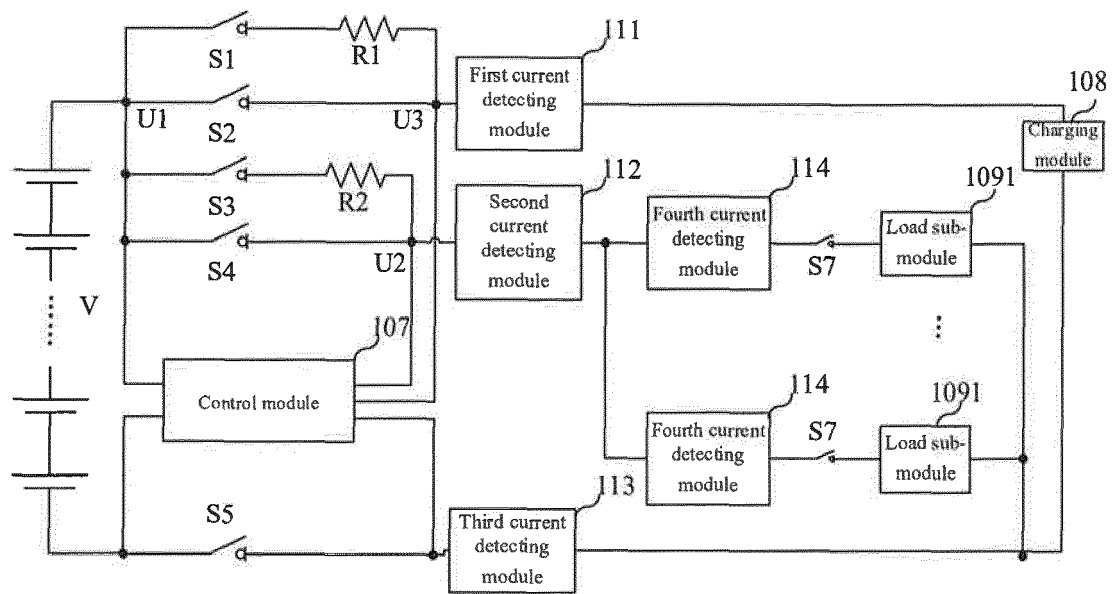 S1
R1
111
First current
detecting
module
U1
S2
U3
108
Charging
module
V
S3
R2
112
Second
current
detecting
module
114
Fourth current
detecting
module
S7
1091
Load sub-
module
S4
U2
107
Control module
114
Fourth current
detecting
module
S7
1091
Load sub-
module
S5
113
Third current
detecting
module